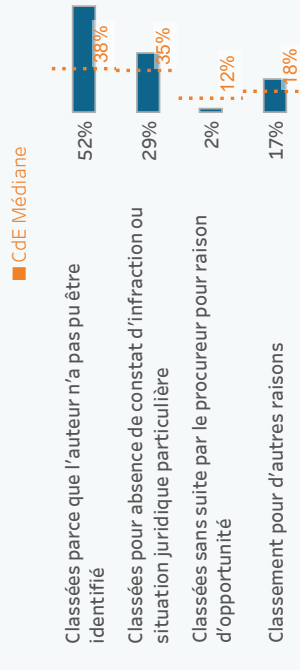 CdE Médiane
Classées parce que l’auteur n’a pas pu être
identifié
52%
38%
Classées pour absence de constat d’infraction ou
situation juridique particulière
29%
35%
Classées sans suite par le procureur pour raison
d’opportunité
2%
12%
Classement pour d’autres raisons
17%
18%